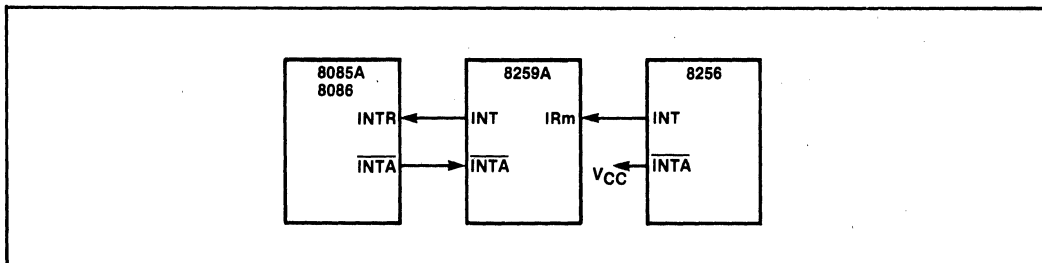 8085A
8086
8259A
8256
INTR
INT
IRm
INT
INTA
INTA
VCC
INTA